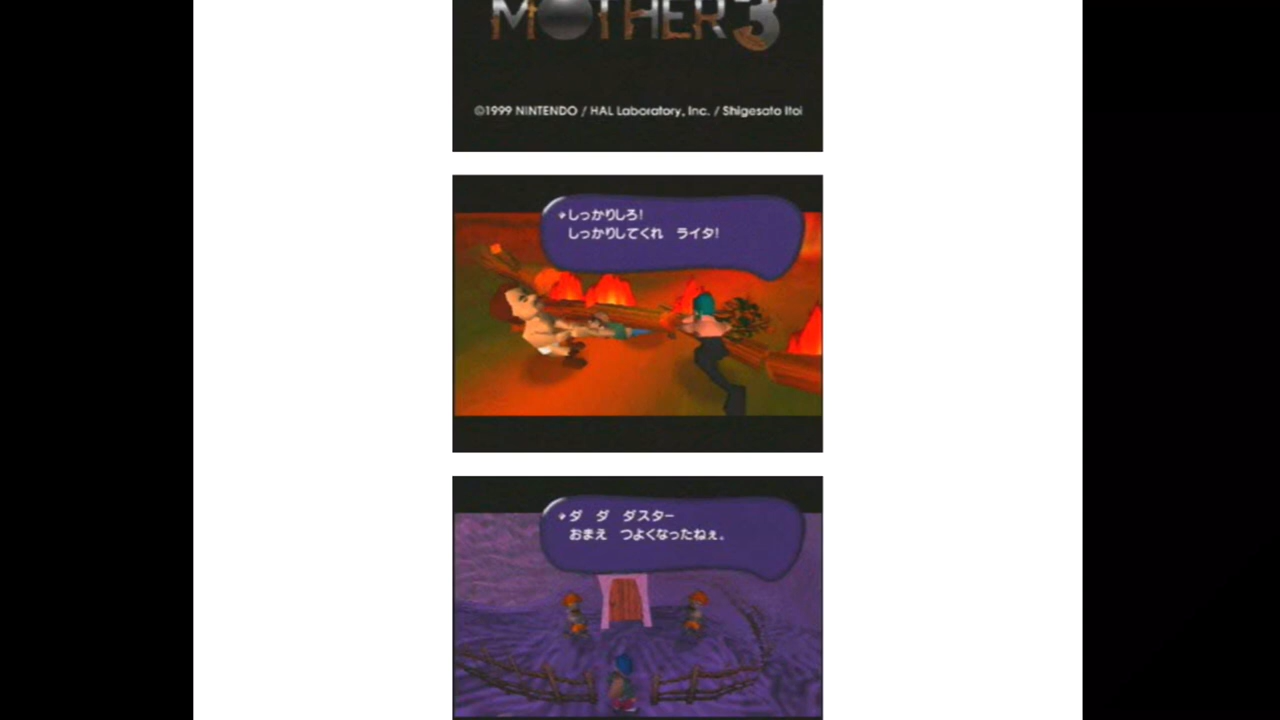 MOTHER 3
©1999 NINTENDO / HAL Laboratory, Inc. / Shigesato Itoi
しっかりしろ!
しっかりしてくれ ライタ!
ダ ダ ダスター
おまえ つよくなったねぇ。